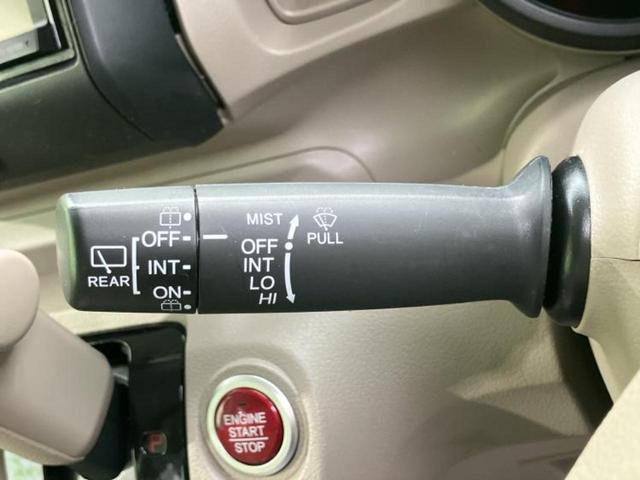 REAR
OFF
INT
ON
MIST
OFF
INT
LO
HI
PULL
ENGINE
START
STOP